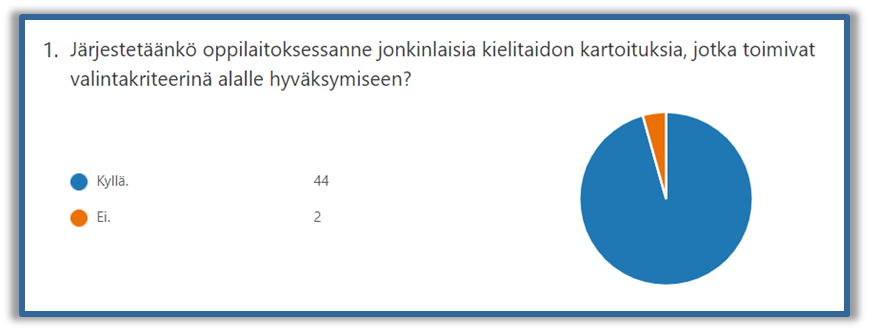 1. Järjestetäänkö oppilaitoksessanne jonkinlaisia kielitaidon kartoituksia, jotka toimivat
valintakriteerinä alalle hyväksymiseen?
Kyllä. 44
Ei. 2